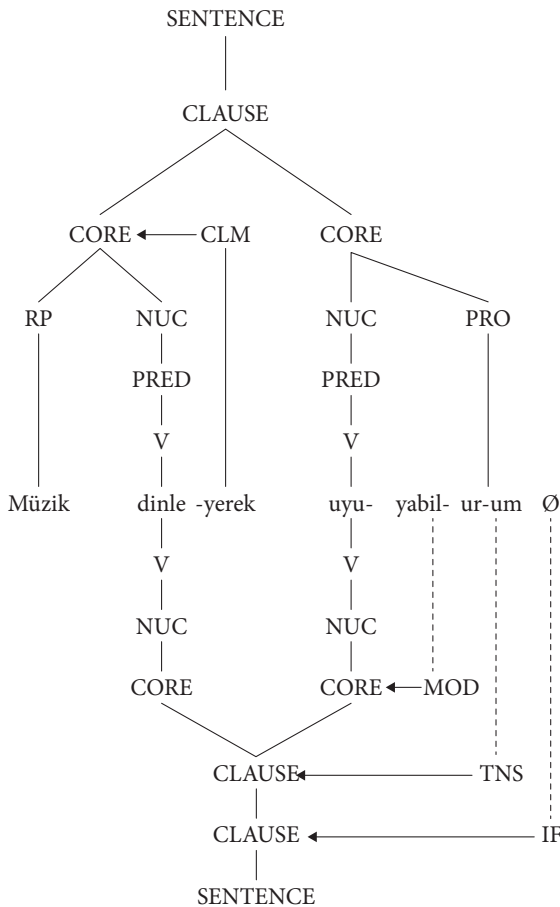 SENTENCE
CLAUSE
CORE CLM CORE
RP NUC NUC PRO
PRED PRED
V V
Müzik dinle -yerek uyu- yabil- ur-um Ø
V V
NUC NUC
CORE CORE MOD
CLAUSE TNS
CLAUSE IF
SENTENCE